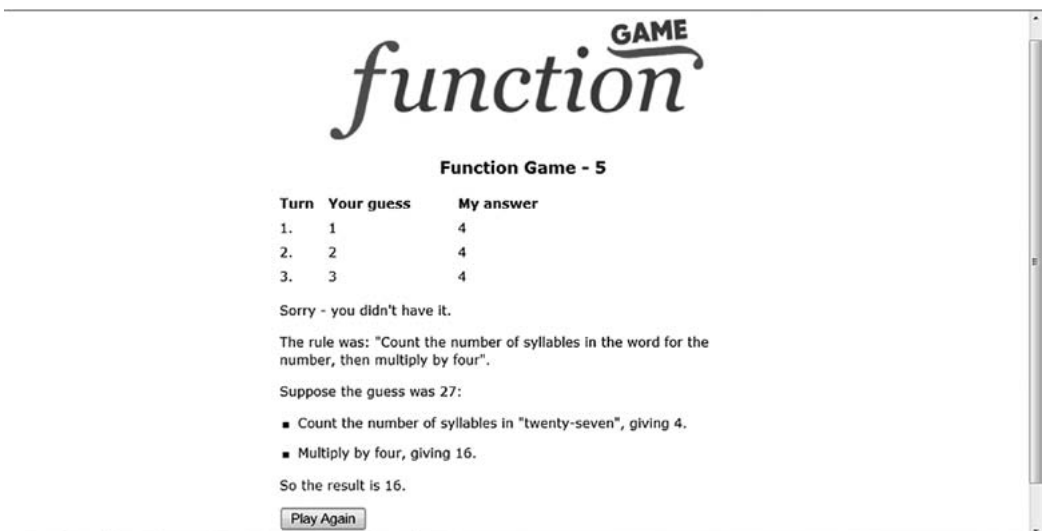 GAME
function
Function Game - 5
Turn Your guess My answer
1. 1 4
2. 2 4
3. 3 4
Sorry - you didn't have it.
The rule was: "Count the number of syllables in the word for the
number, then multiply by four".
Suppose the guess was 27:
▪ Count the number of syllables in "twenty-seven", giving 4.
▪ Multiply by four, giving 16.
So the result is 16.
Play Again